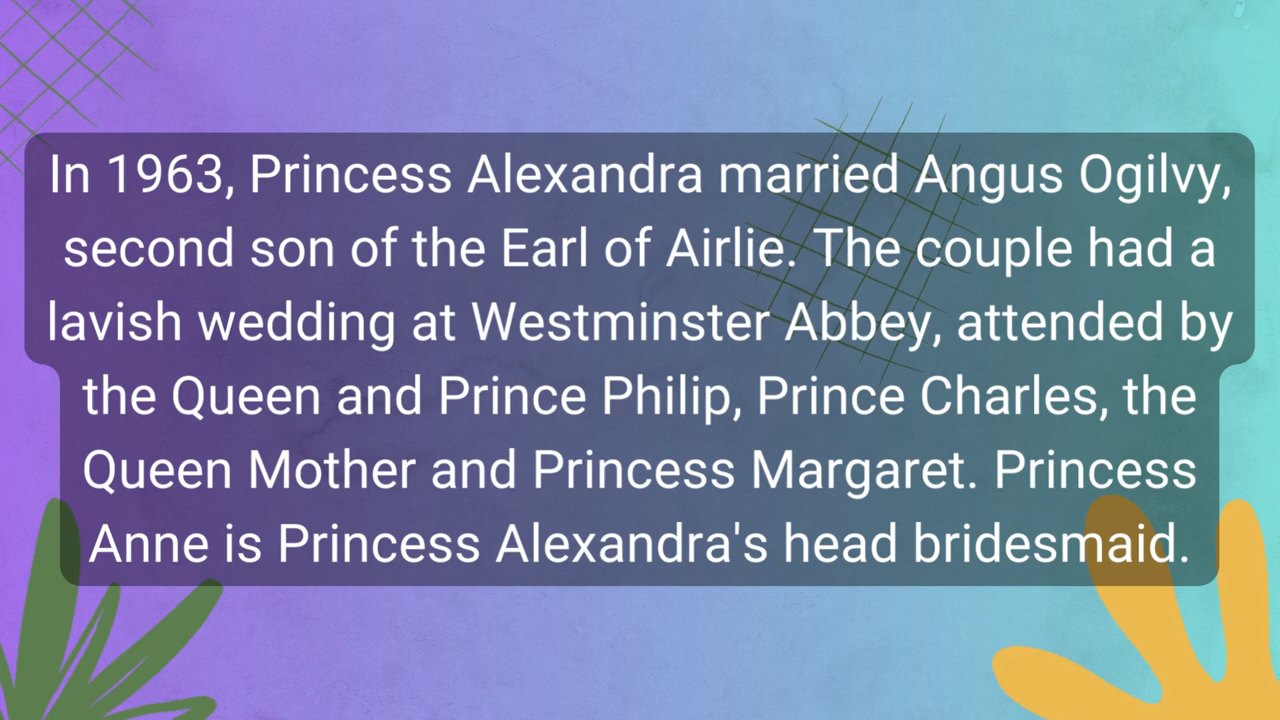 In 1963, Princess Alexandra married Angus Ogilvy,
second son of the Earl of Airlie. The couple had a
lavish wedding at Westminster Abbey, attended by
the Queen and Prince Philip, Prince Charles, the
Queen Mother and Princess Margaret. Princess
Anne is Princess Alexandra's head bridesmaid.